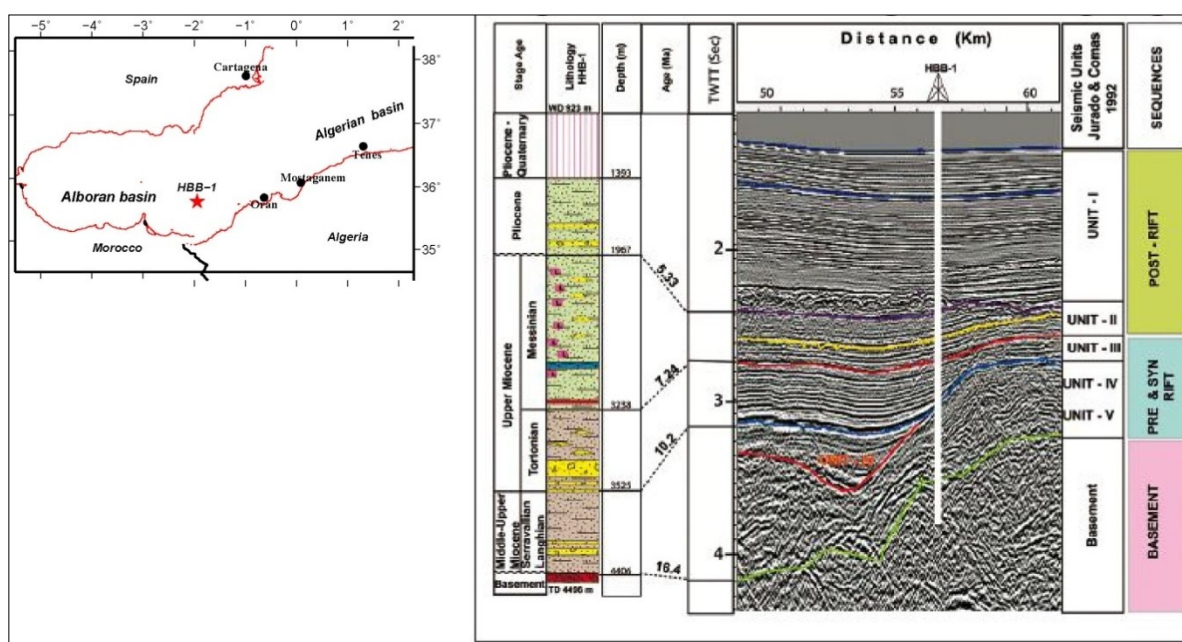 -5° -4° -3° -2° -1° 0° 1° 2°
38°
37°
36°
35°
Cartagena
Spain
Algerian basin
Tenes
Mostaganem
HBB-1
Alboran basin
Oran
Algeria
Morocco
Stage Age
Lithology
HHB-1
Depth (m)
Age (Ma)
TWTT (Sec)
Distance (Km)
HBB-1
50 55 60
Seismic Units
Jurado & Comas
1992
SEQUENCES
WD 923 m
Pliocene -
Quaternary
1393
Pliocene
1967
5.33
Upper Miocene
Messinian
7.24
3238
Tortonian
10.2
3525
Middle-Upper
Miocene
Serravallian
Langhian
4406
16.4
Basement
TD 4496 m
2
3
4
UNIT - I
UNIT - II
UNIT - III
UNIT - IV
UNIT - V
Basement
POST - RIFT
PRE & SYN
RIFT
BASEMENT